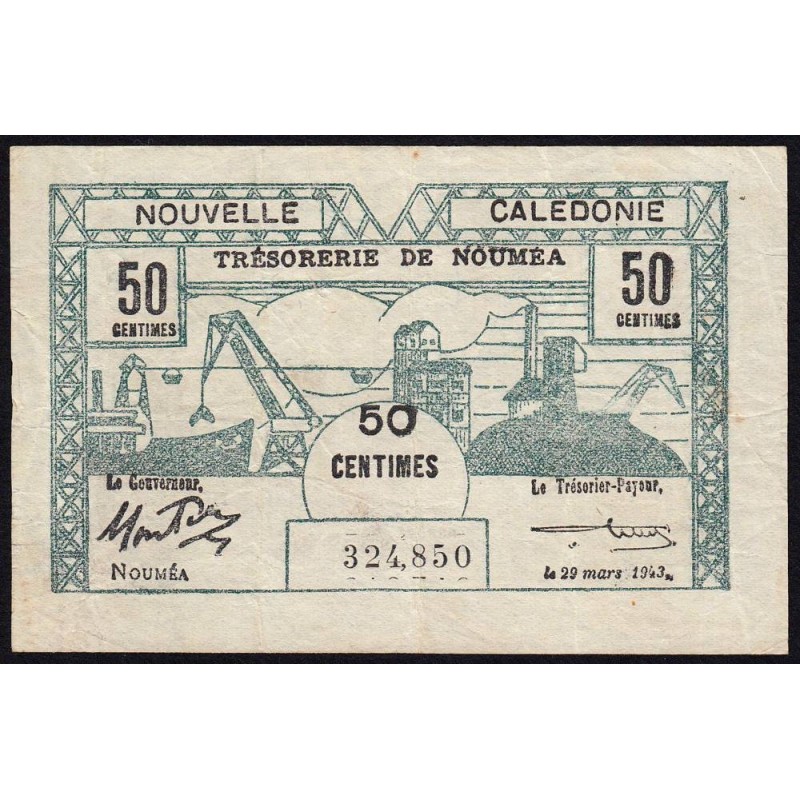 NOUVELLE CALEDONIE
TRÉSORERIE DE NOUMÉA
50 CENTIMES
50 CENTIMES
50
CENTIMES
Le Gouverneur,
Le Trésorier-Payeur,
324,850
NOUMÉA
le 29 mars 1943